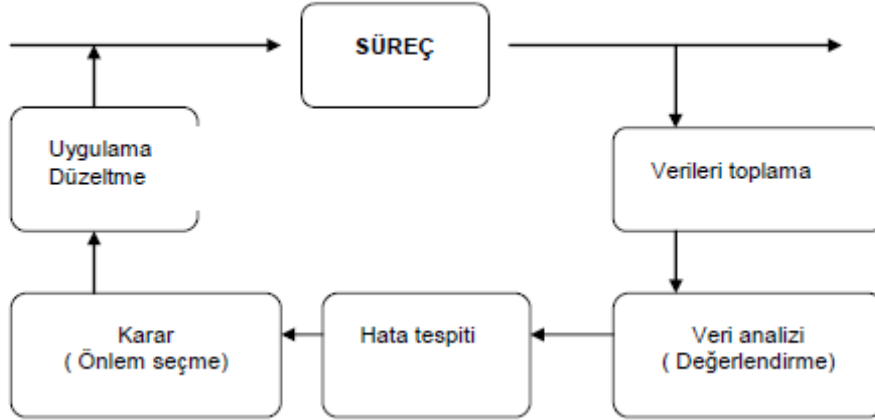 SÜREÇ
Uygulama
Düzeltme
Verileri toplama
Karar
( Önlem seçme)
Hata tespiti
Veri analizi
( Değerlendirme)